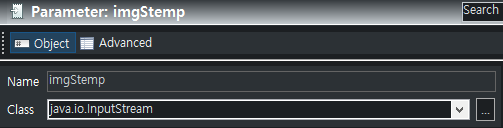 Parameter: imgStemp
Search
Object Advanced
Name imgStemp
Class java.io.InputStream ...